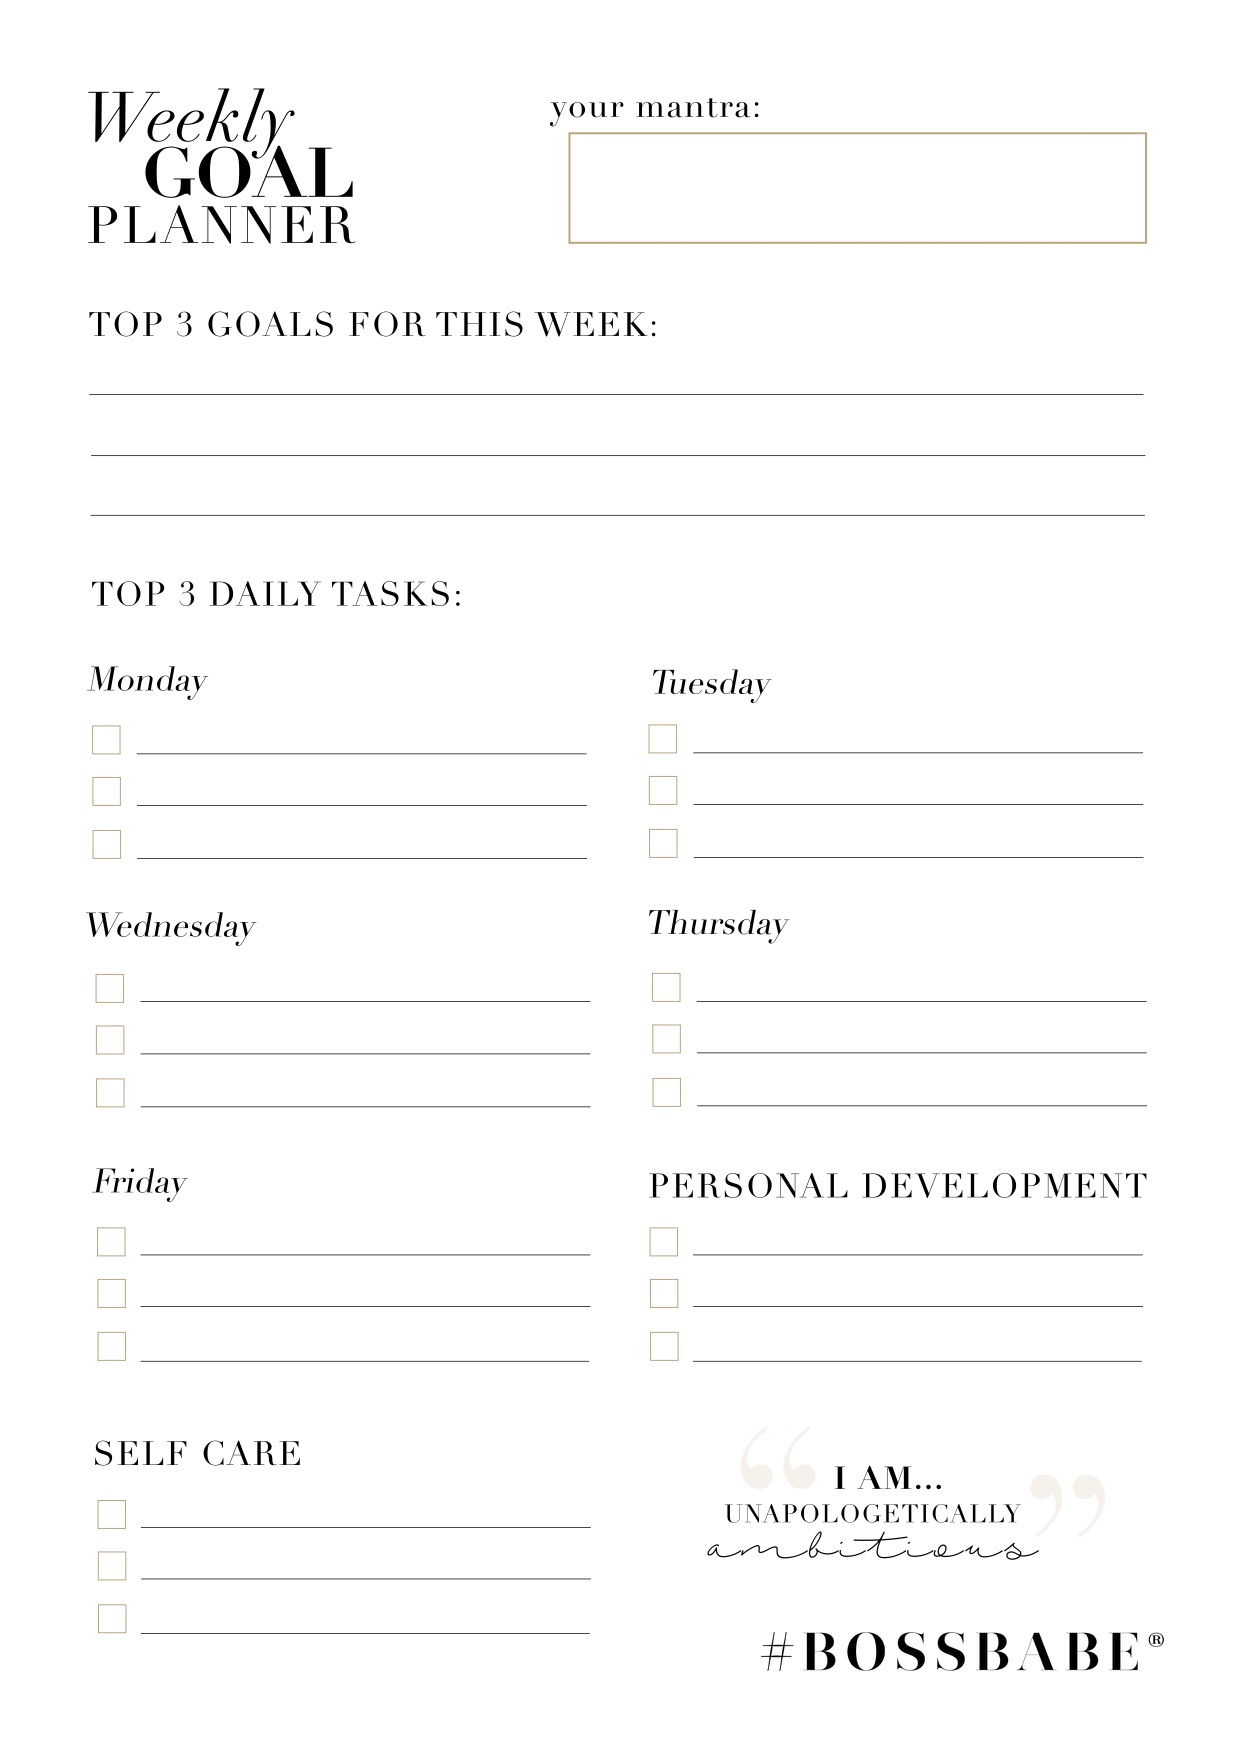 Weekly
GOAL
PLANNER
your mantra:
TOP 3 GOALS FOR THIS WEEK:
TOP 3 DAILY TASKS:
Monday
Tuesday
Wednesday
Thursday
Friday
PERSONAL DEVELOPMENT
SELF CARE
“I AM...
UNAPOLOGETICALLY
ambitious”
#BOSSBABE®